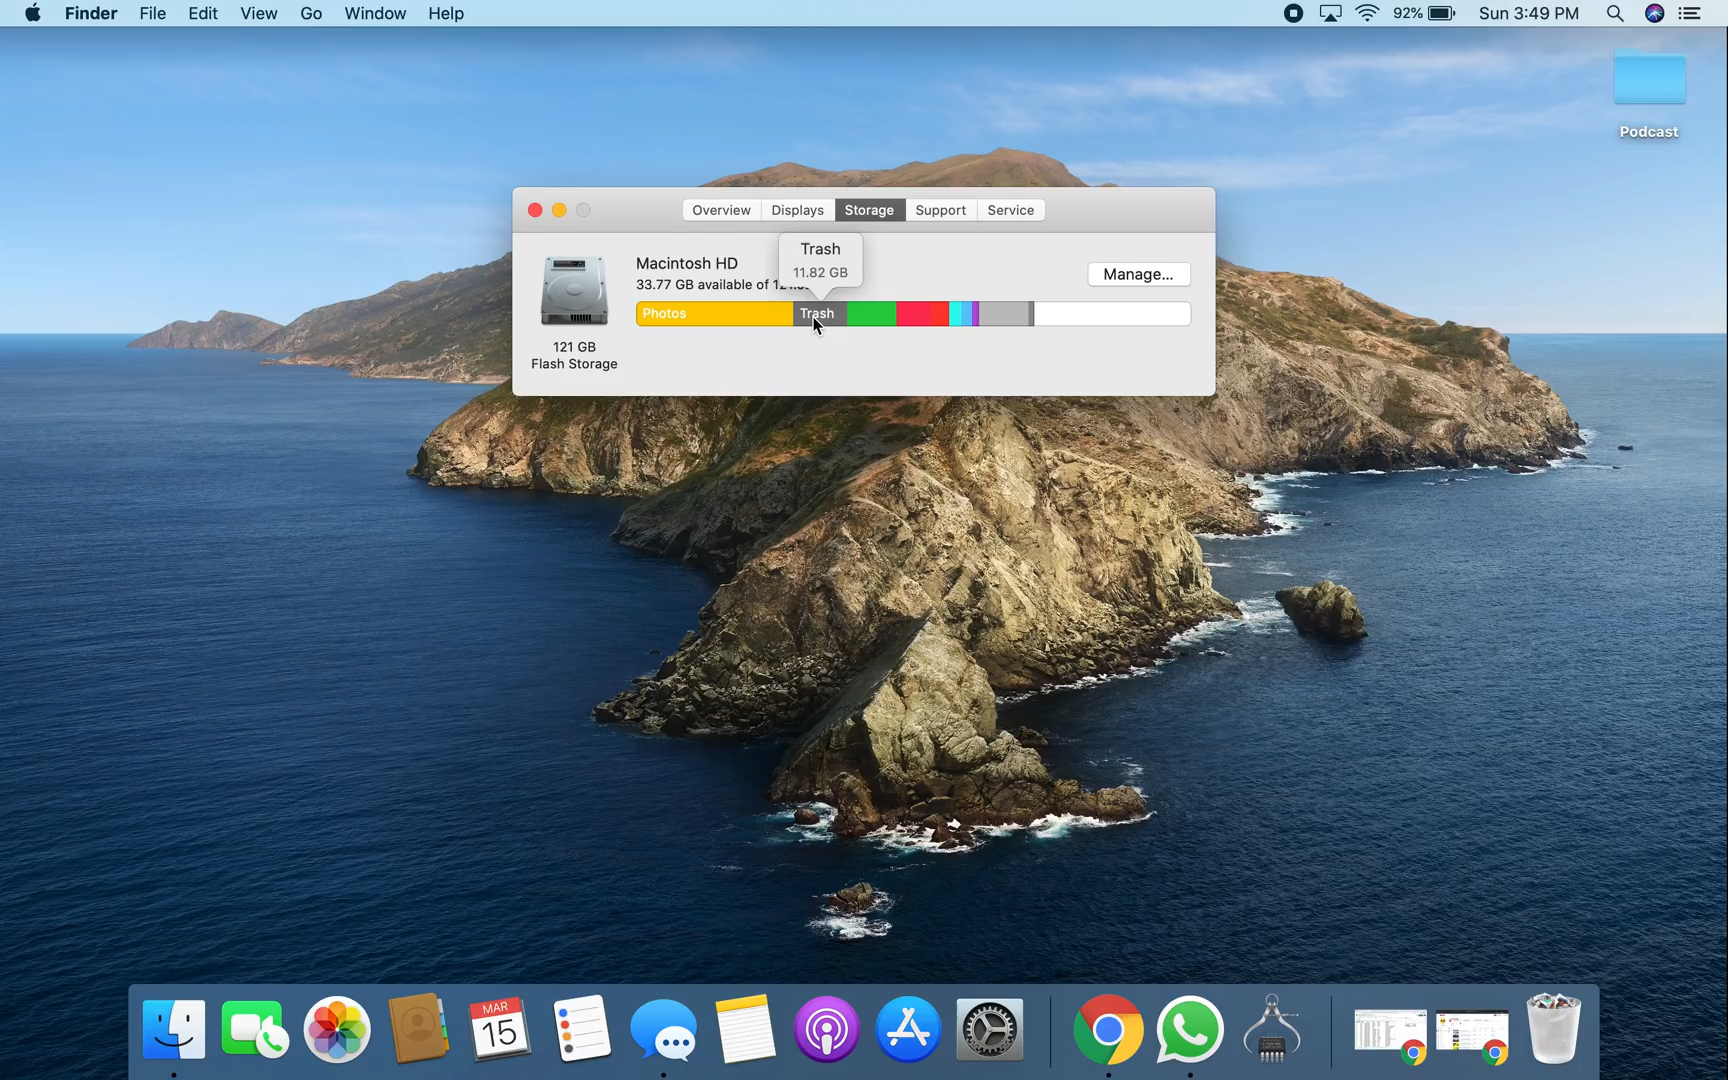 Finder File Edit View Go Window Help 92% Sun 3:49 PM
Podcast
Overview Displays Storage Support Service
Trash
11.82 GB
Macintosh HD
33.77 GB available of
Manage...
Photos Trash
121 GB
Flash Storage
MAR
15